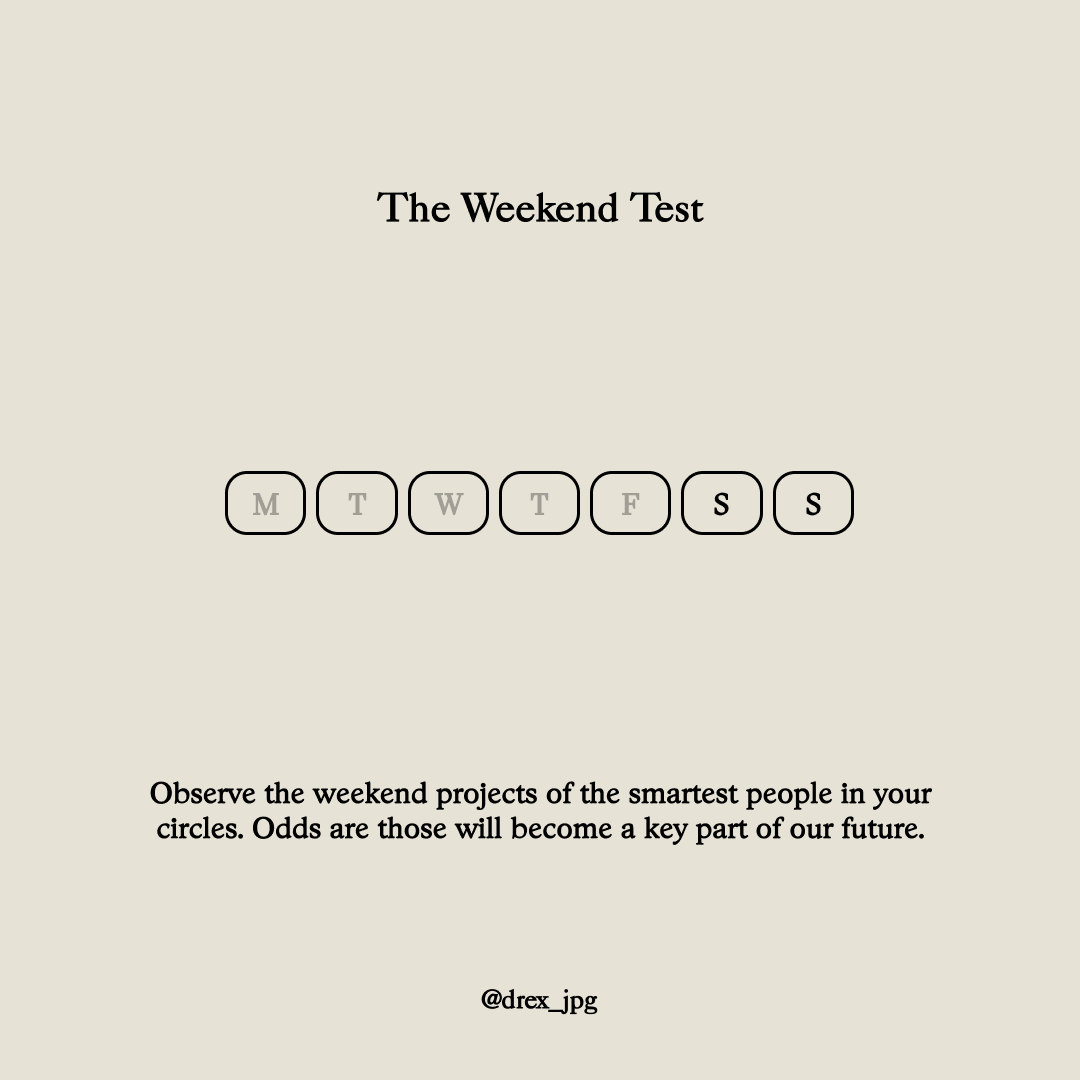 The Weekend Test
M T W T F S S
Observe the weekend projects of the smartest people in your
circles. Odds are those will become a key part of our future.
@drex_jpg